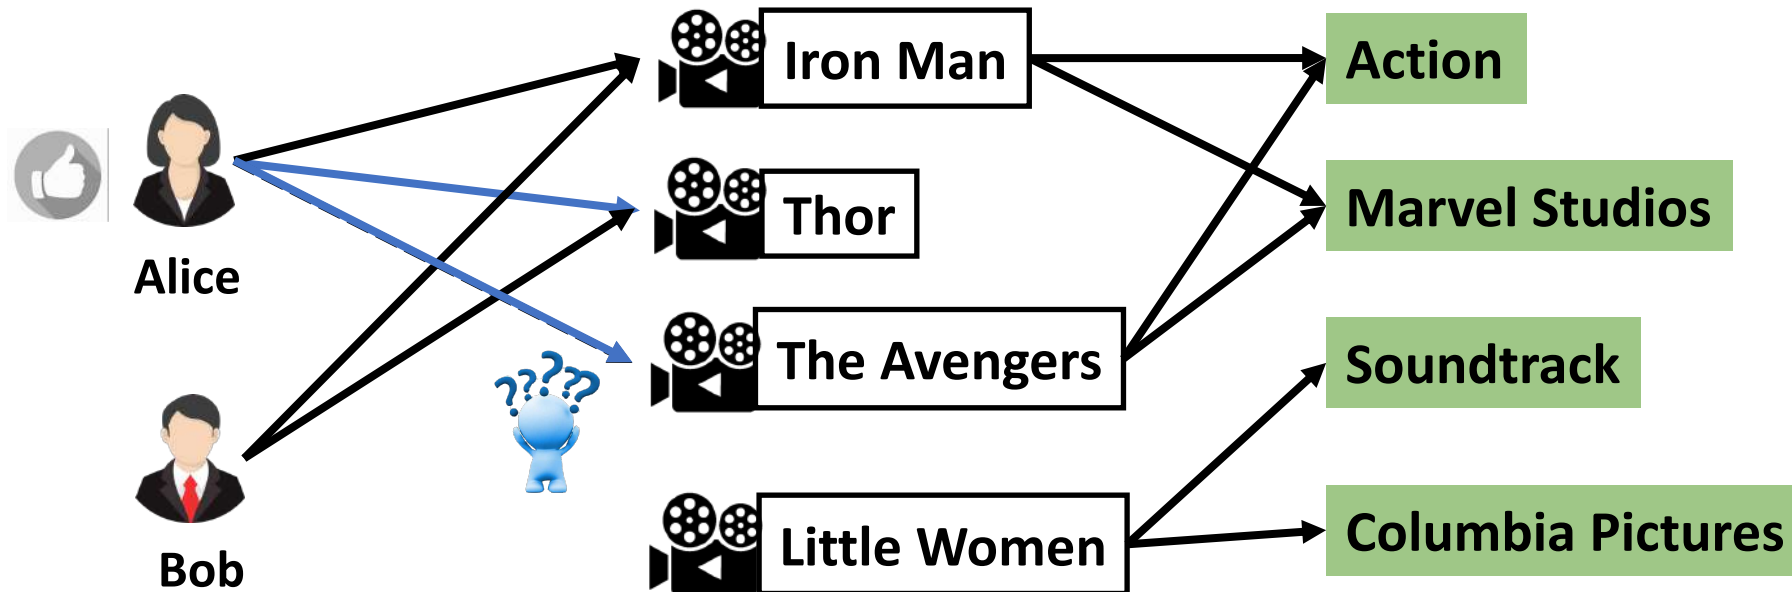 Iron Man
Action
Thor
Marvel Studios
Alice
The Avengers
Soundtrack
Little Women
Columbia Pictures
Bob